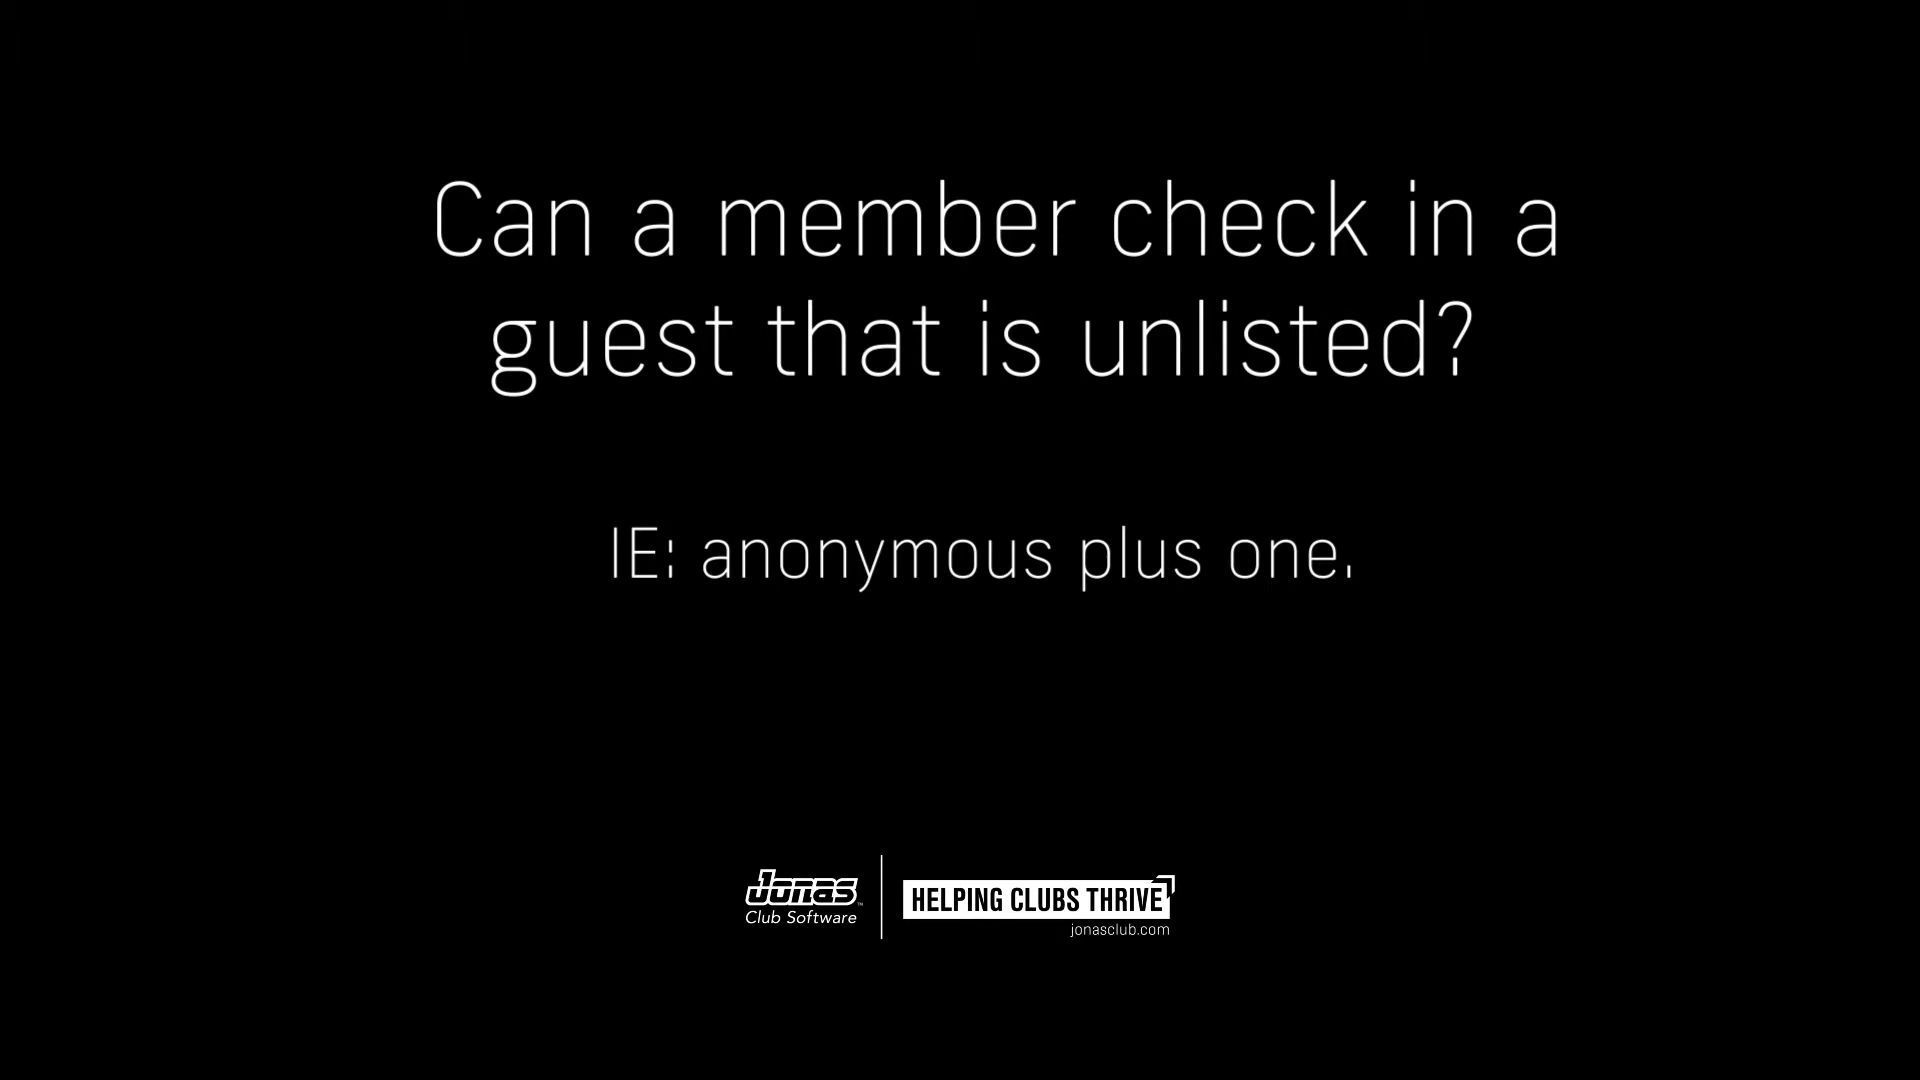 Can a member check in a
guest that is unlisted?
IE: anonymous plus one.
Jonas
Club Software
HELPING CLUBS THRIVE
jonasclub.com